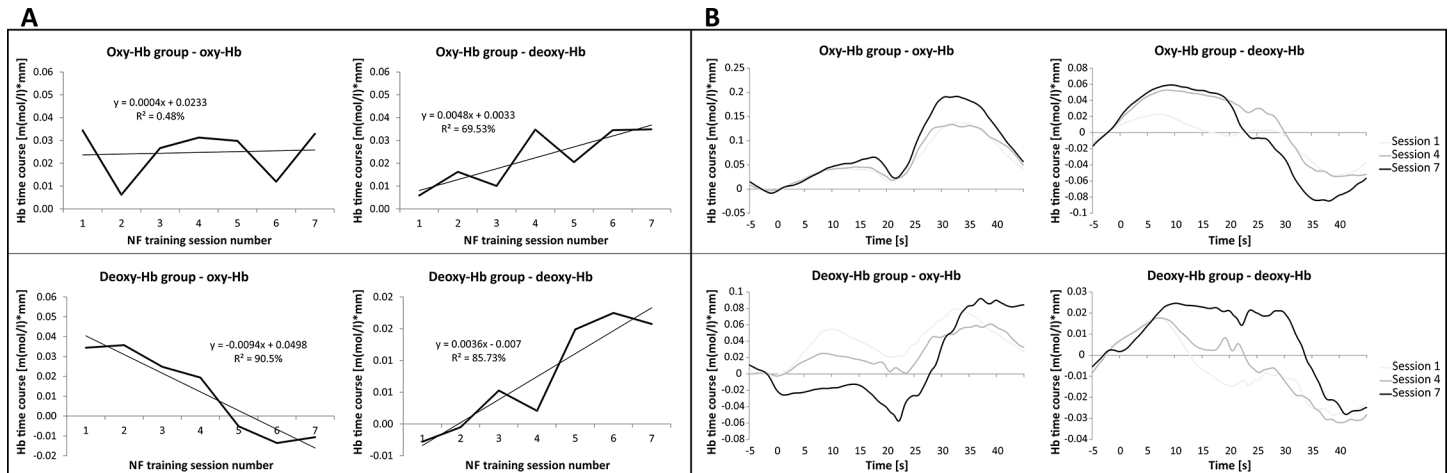 A
Oxy-Hb group - oxy-Hb
Hb time course [m(mol/l)*mm]
0.06
0.05
0.04
0.03
0.02
0.01
0.00
y = 0.0004x + 0.0233
R² = 0.48%
1 2 3 4 5 6 7
NF training session number
Oxy-Hb group - deoxy-Hb
Hb time course [m(mol/l)*mm]
0.06
0.05
0.04
0.03
0.02
0.01
0.00
y = 0.0048x + 0.0033
R² = 69.53%
1 2 3 4 5 6 7
NF training session number
Deoxy-Hb group - oxy-Hb
Hb time course [m(mol/l)*mm]
0.06
0.05
0.04
0.03
0.02
0.01
0.00
-0.01
-0.02
y = -0.0094x + 0.0498
R² = 90.5%
1 2 3 4 5 6 7
NF training session number
Deoxy-Hb group - deoxy-Hb
Hb time course [m(mol/l)*mm]
0.02
0.02
0.01
0.01
0.00
-0.01
y = 0.0036x - 0.007
R² = 85.73%
1 2 3 4 5 6 7
NF training session number
B
Oxy-Hb group - oxy-Hb
Hb time course [m(mol/l)*mm]
0.25
0.2
0.15
0.1
0.05
0
-0.05
-5 0 5 10 15 20 25 30 35 40
Time [s]
Oxy-Hb group - deoxy-Hb
Hb time course [m(mol/l)*mm]
0.08
0.06
0.04
0.02
0
-0.02
-0.04
-0.06
-0.08
-0.1
-5 0 5 10 15 20 25 30 35 40
Time [s]
Session 1
Session 4
Session 7
Deoxy-Hb group - oxy-Hb
Hb time course [m(mol/l)*mm]
0.1
0.08
0.06
0.04
0.02
0
-0.02
-0.04
-0.06
-0.08
-5 0 5 10 15 20 25 30 35 40
Time [s]
Deoxy-Hb group - deoxy-Hb
Hb time course [m(mol/l)*mm]
0.03
0.02
0.01
0
-0.01
-0.02
-0.03
-0.04
-5 0 5 10 15 20 25 30 35 40
Time [s]
Session 1
Session 4
Session 7